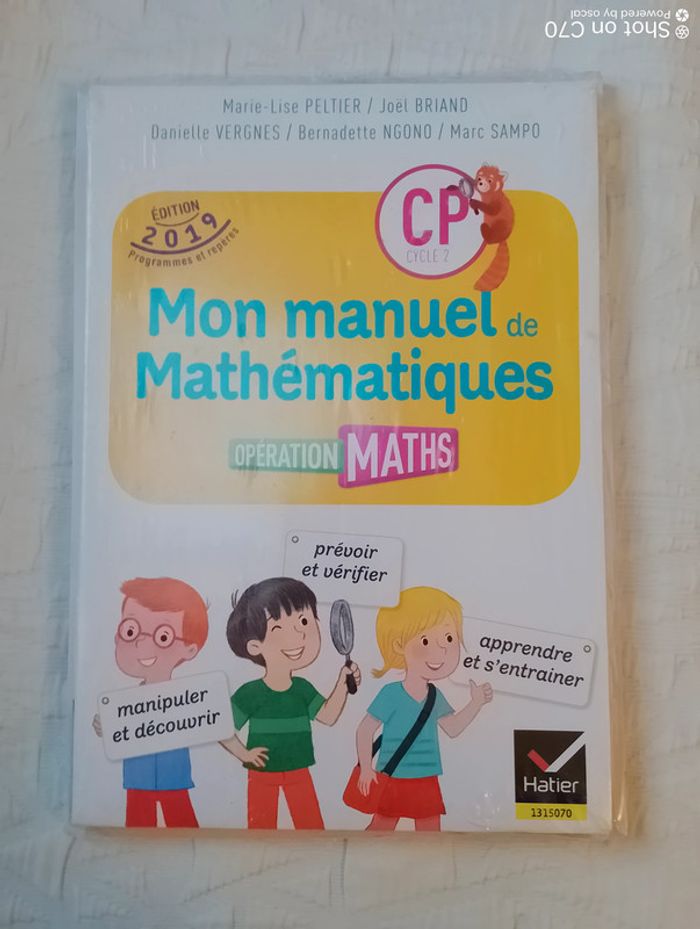 Shot on C70
Powered by oscal
Marie-Lise PELTIER / Joël BRIAND
Danielle VERGNES / Bernadette NGONO / Marc SAMPO
ÉDITION
2019
Programmes et repères
CP
CYCLE 2
Mon manuel de
Mathématiques
OPÉRATION MATHS
prévoir
et vérifier
apprendre
et s'entrainer
manipuler
et découvrir
Hatier
1315070